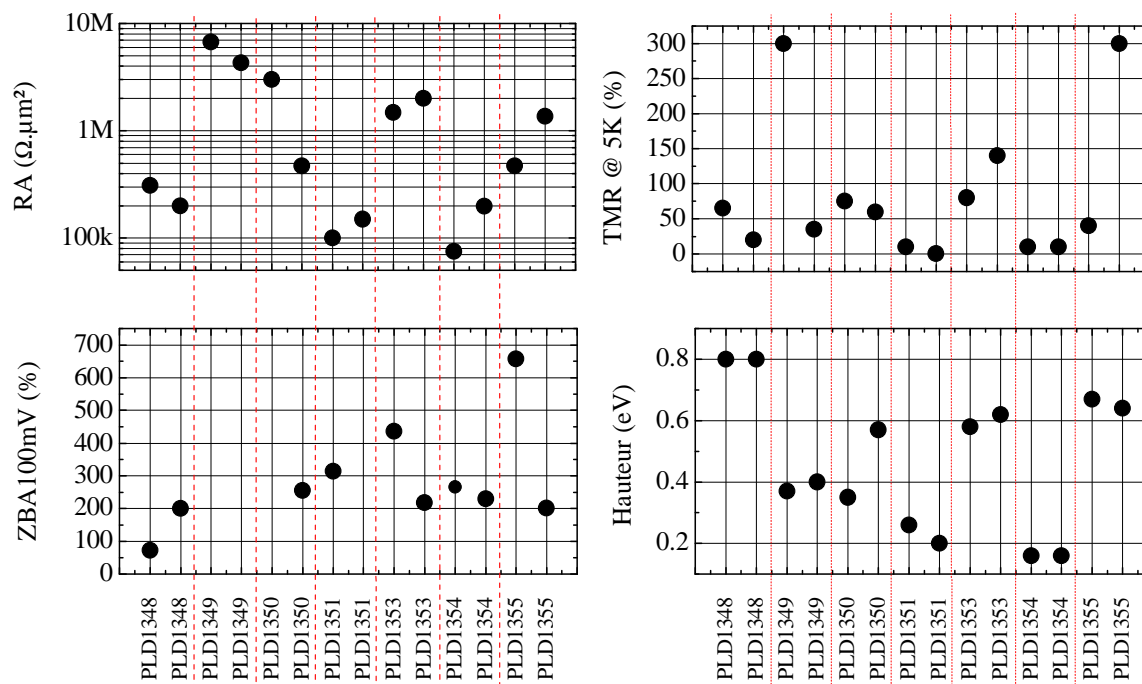 10M
1M
100k
RA (Ω.µm²)
300
250
200
150
100
50
0
TMR @ 5K (%)
700
600
500
400
300
200
100
0
ZBA100mV (%)
0.8
0.6
0.4
0.2
Hauteur (eV)
PLD1348
PLD1348
PLD1349
PLD1349
PLD1350
PLD1350
PLD1351
PLD1351
PLD1353
PLD1353
PLD1354
PLD1354
PLD1355
PLD1355
PLD1348
PLD1348
PLD1349
PLD1349
PLD1350
PLD1350
PLD1351
PLD1351
PLD1353
PLD1353
PLD1354
PLD1354
PLD1355
PLD1355